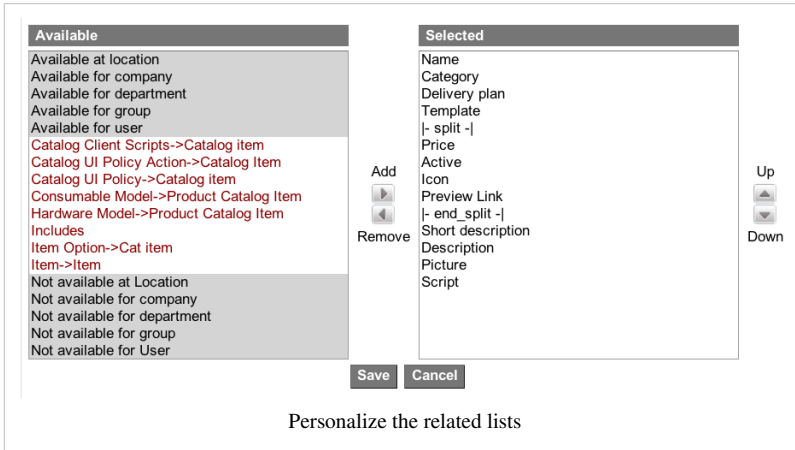 Available
Available at location
Available for company
Available for department
Available for group
Available for user
Catalog Client Scripts->Catalog item
Catalog UI Policy Action->Catalog Item
Catalog UI Policy->Catalog item
Consumable Model->Product Catalog Item
Hardware Model->Product Catalog Item
Includes
Item Option->Cat item
Item->Item
Not available at Location
Not available for company
Not available for department
Not available for group
Not available for User
Add
Remove
Selected
Name
Category
Delivery plan
Template
|- split -|
Price
Active
Icon
Preview Link
|- end_split -|
Short description
Description
Picture
Script
Up
Down
Save Cancel
Personalize the related lists